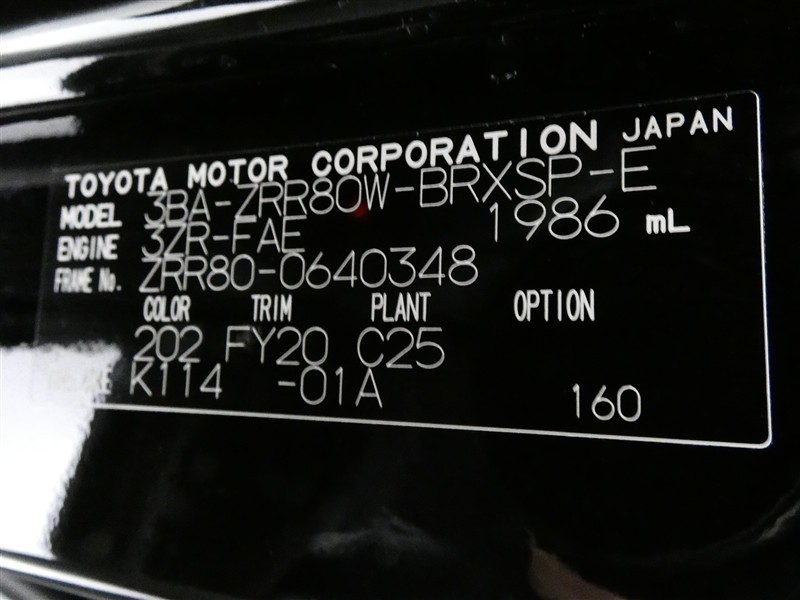 TOYOTA MOTOR CORPORATION JAPAN
MODEL 3BA-ZRR80W-BRXSP-E
ENGINE 3ZR-FAE 1986 mL
FRAME No. ZRR80-0640348
COLOR TRIM PLANT OPTION
202 FY20 C25
K114 -01A 160